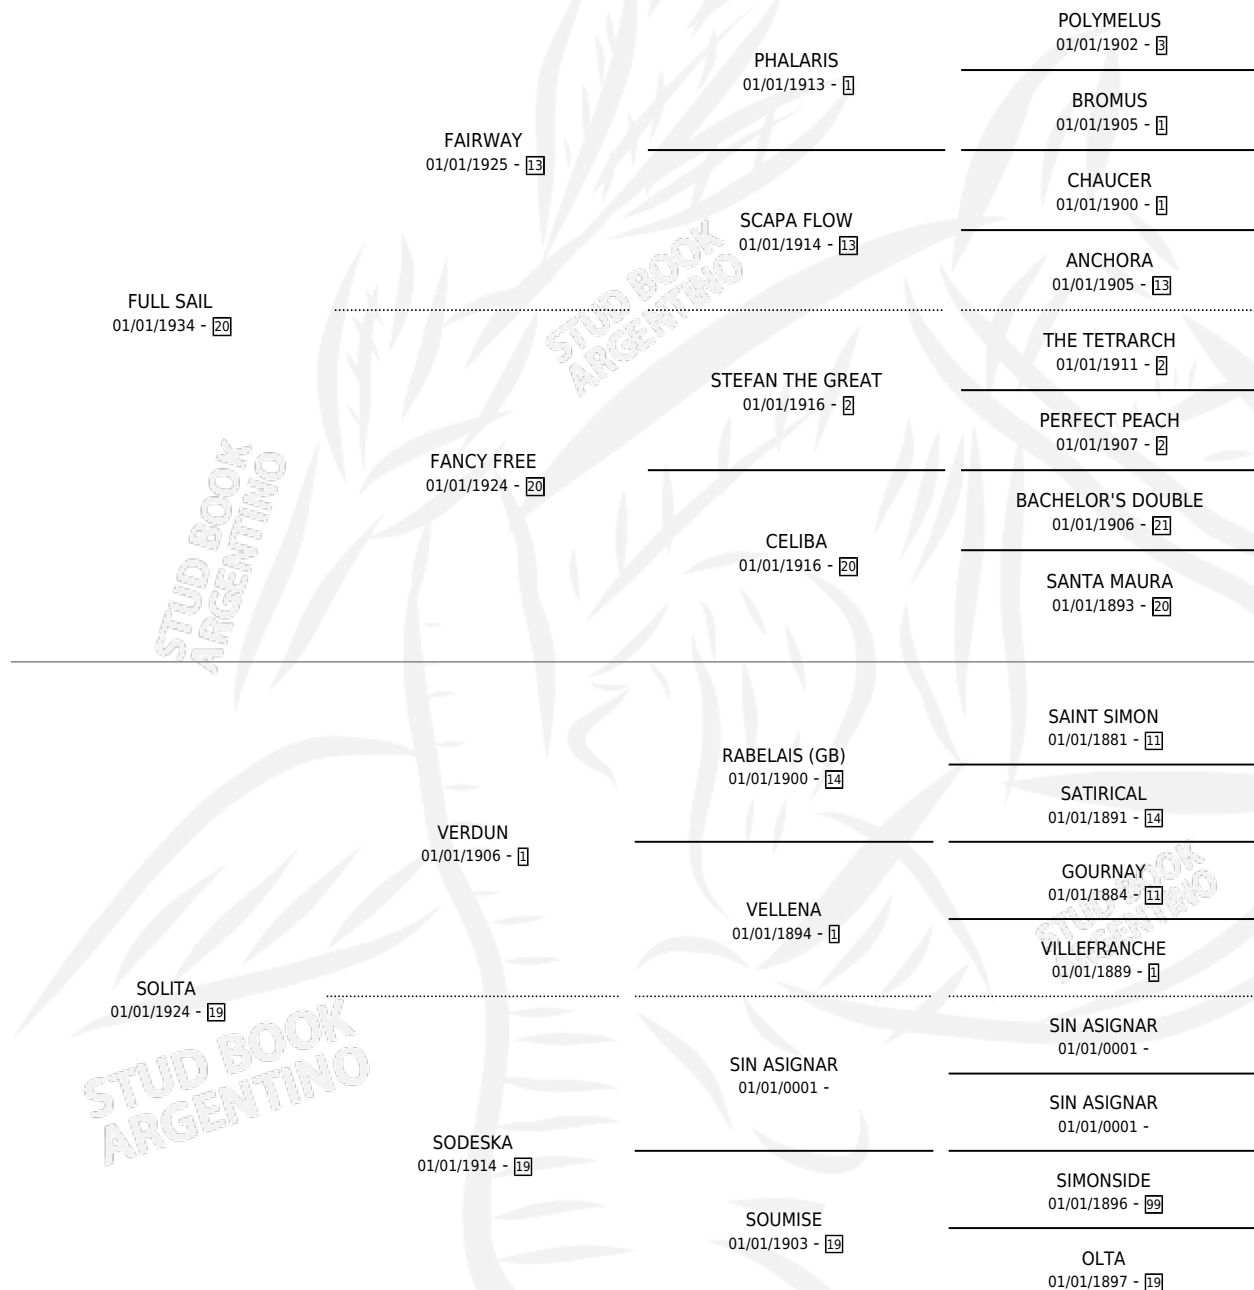 POLYMELUS
01/01/1902 - 3
PHALARIS
01/01/1913 - 1
BROMUS
01/01/1905 - 1
FAIRWAY
01/01/1925 - 13
CHAUCER
01/01/1900 - 1
SCAPA FLOW
01/01/1914 - 13
ANCHORA
01/01/1905 - 13
FULL SAIL
01/01/1934 - 20
THE TETRARCH
01/01/1911 - 2
STEFAN THE GREAT
01/01/1916 - 2
PERFECT PEACH
01/01/1907 - 2
FANCY FREE
01/01/1924 - 20
BACHELOR'S DOUBLE
01/01/1906 - 21
CELIBA
01/01/1916 - 20
SANTA MAURA
01/01/1893 - 20
SAINT SIMON
01/01/1881 - 11
RABELAIS (GB)
01/01/1900 - 14
SATIRICAL
01/01/1891 - 14
VERDUN
01/01/1906 - 1
GOURNAY
01/01/1884 - 11
VELLENA
01/01/1894 - 1
VILLEFRANCHE
01/01/1889 - 1
SOLITA
01/01/1924 - 19
SIN ASIGNAR
01/01/0001 -
SIN ASIGNAR
01/01/0001 -
SIN ASIGNAR
01/01/0001 -
SODESKA
01/01/1914 - 19
SIMONSIDE
01/01/1896 - 99
SOUMISE
01/01/1903 - 19
OLTA
01/01/1897 - 19
STUD BOOK
ARGENTINO
STUD BOOK
ARGENTINO
STUD BOOK
ARGENTINO
STUD BOOK
ARGENTINO